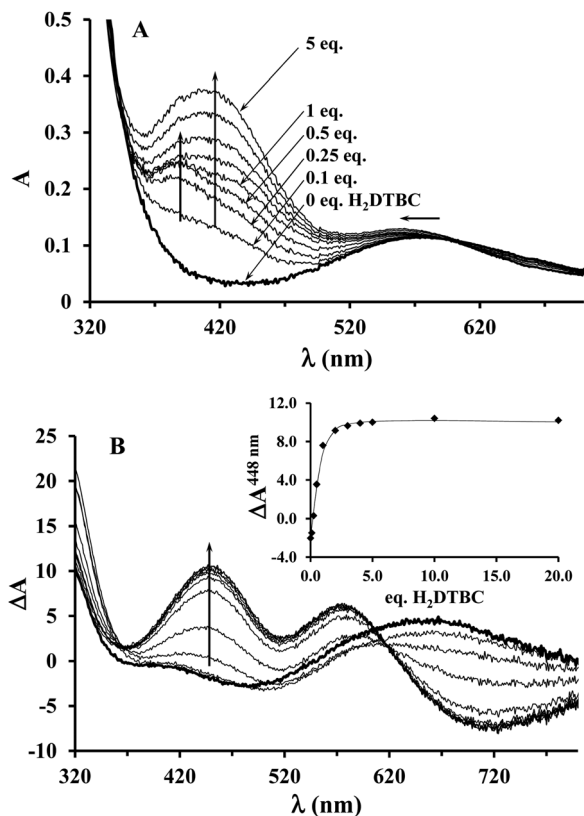 A
5 eq.
1 eq.
0.5 eq.
0.25 eq.
0.1 eq.
0 eq. H₂DTBC
0.5
0.4
0.3
0.2
0.1
0
A
320 420 520 620
λ (nm)
B
25
20
15
10
5
0
-5
-10
ΔA
320 420 520 620 720
λ (nm)
12.0
8.0
4.0
0.0
-4.0
ΔA⁴⁴⁸ ⁿᵐ
0.0 5.0 10.0 15.0 20.0
eq. H₂DTBC